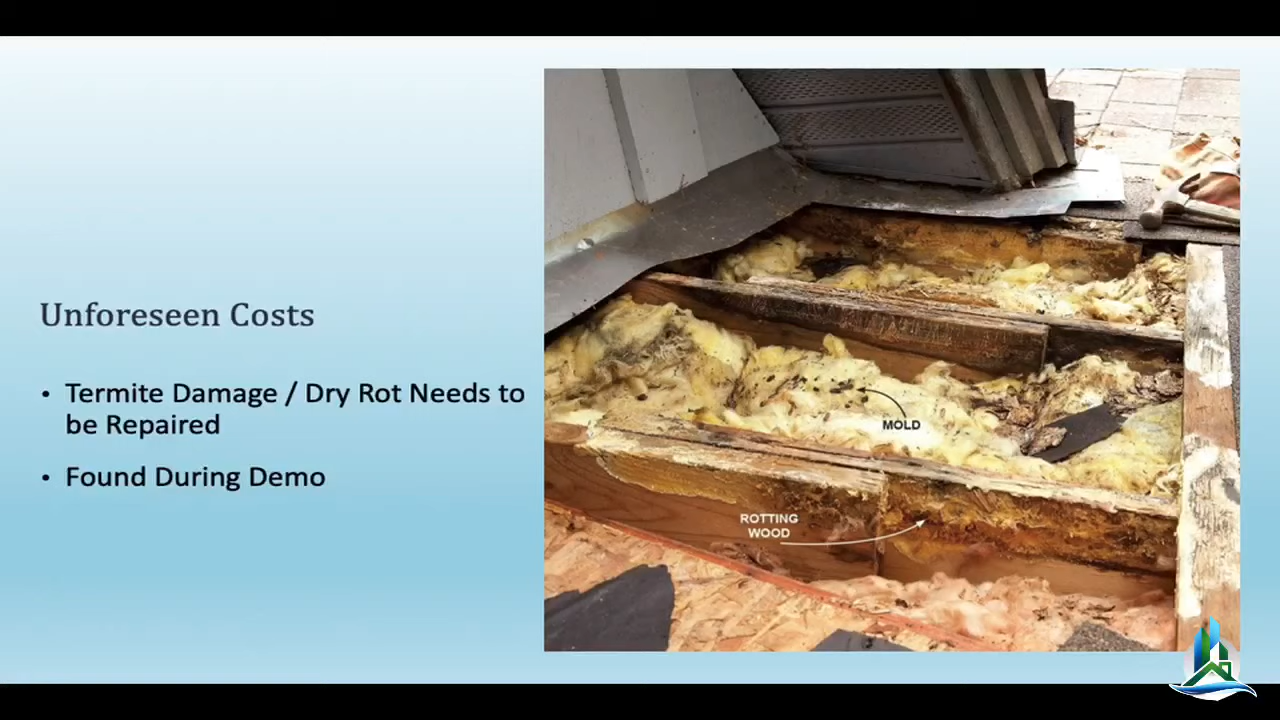 Unforeseen Costs
• Termite Damage / Dry Rot Needs to
be Repaired
• Found During Demo
MOLD
ROTTING
WOOD